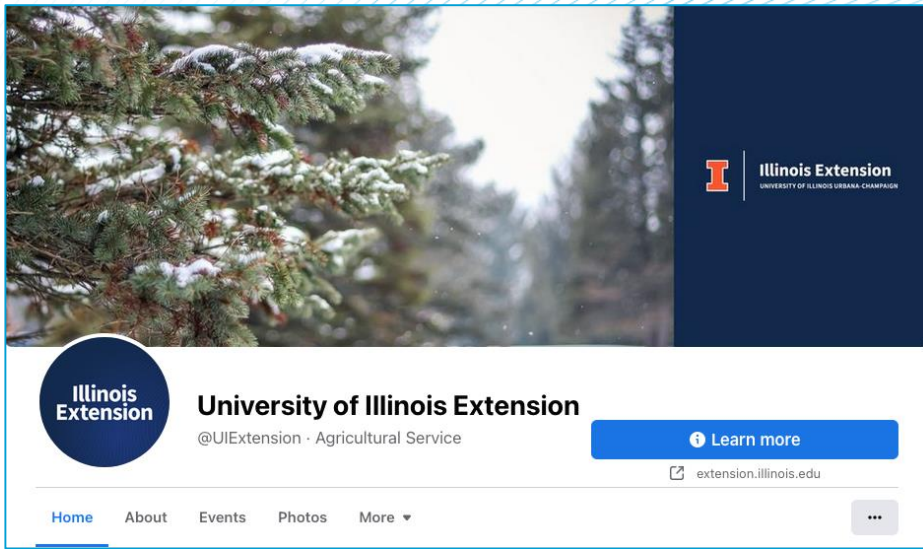 I
Illinois Extension
UNIVERSITY OF ILLINOIS URBANA-CHAMPAIGN
Illinois
Extension
University of Illinois Extension
@UIExtension · Agricultural Service
Learn more
extension.illinois.edu
Home About Events Photos More ▾ •••